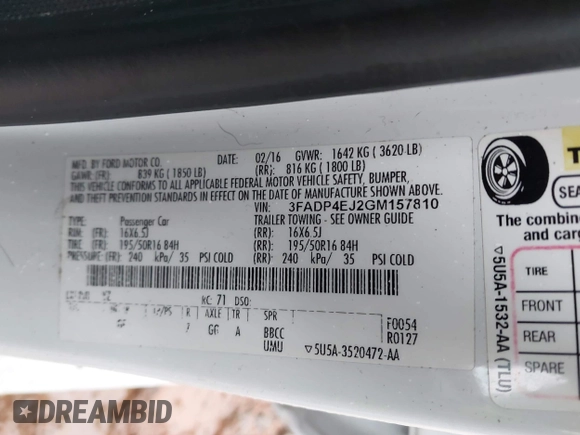 MFD. BY FORD MOTOR CO.
DATE: 02/16 GVWR: 1642 KG ( 3620 LB)
GAWR: (FR): 839 KG ( 1850 LB) (RR): 816 KG ( 1800 LB)
THIS VEHICLE CONFORMS TO ALL APPLICABLE FEDERAL MOTOR VEHICLE SAFETY, BUMPER,
AND THEFT PREVENTION STANDARDS IN EFFECT ON THE DATE OF MANUFACTURE SHOWN ABOVE.
VIN: 3FADP4EJ2GM157810
TYPE: Passenger Car TRAILER TOWING - SEE OWNER GUIDE
RIM: (FR): 16X6.5J (RR): 16X6.5J
TIRE (FR): 195/50R16 84H (RR): 195/50R16 84H
PRESSURE(FR): 240 kPa/ 35 PSI COLD (RR): 240 kPa/ 35 PSI COLD
YZ RC: 71 DSO:
R AXLE TR SPR F0054
GG A BBCC R0127
UMU ▽5U5A-3520472-AA
▽5U5A-1532-AA (TLU)
The combin
and carg
TIRE
FRONT
REAR
SPARE
DREAMBID